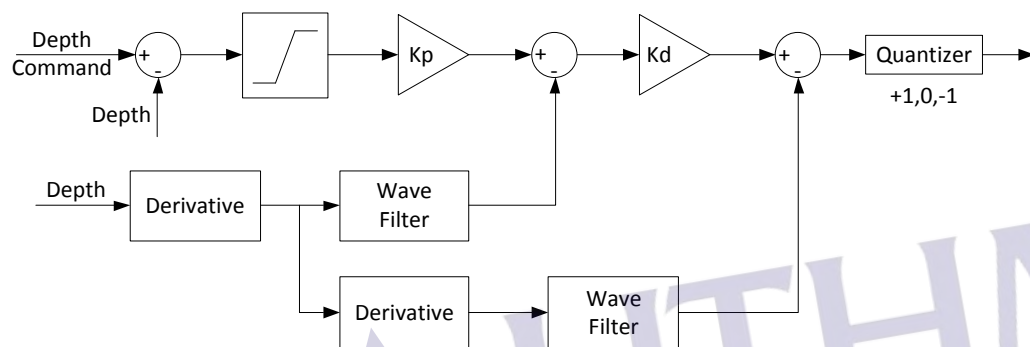 Depth
Command
+
-
Depth
Kp
+
-
Kd
+
-
Quantizer
+1,0,-1
Depth
Derivative
Wave
Filter
Derivative
Wave
Filter